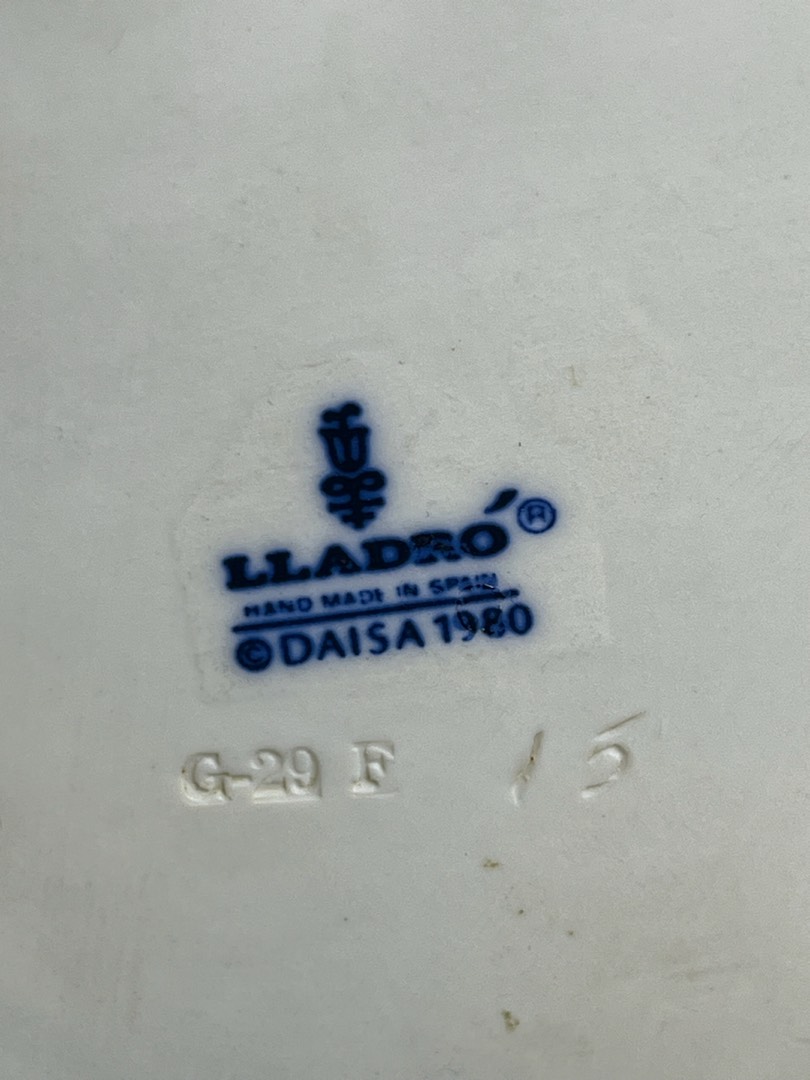 LLADRÓ®
HAND MADE IN SPAIN
©DAISA 1980
G-29 F 15